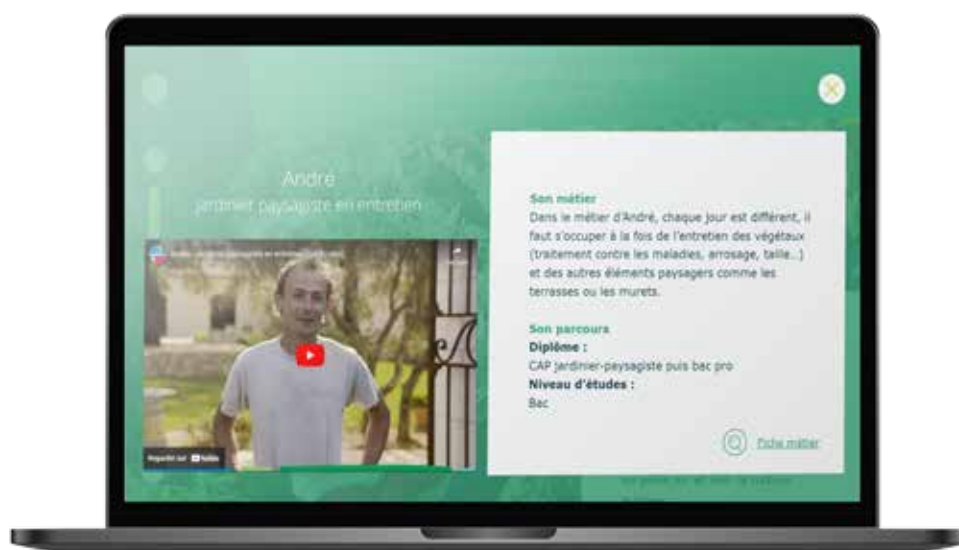 André
jardinier paysagiste en entretien
Regarder sur YouTube
Son métier
Dans le métier d'André, chaque jour est différent, il
faut s'occuper à la fois de l'entretien des végétaux
(traitement contre les maladies, arrosage, taille...)
et des autres éléments paysagers comme les
terrasses ou les murets.
Son parcours
Diplôme :
CAP jardinier-paysagiste puis bac pro
Niveau d'études :
Bac
Fiche métier